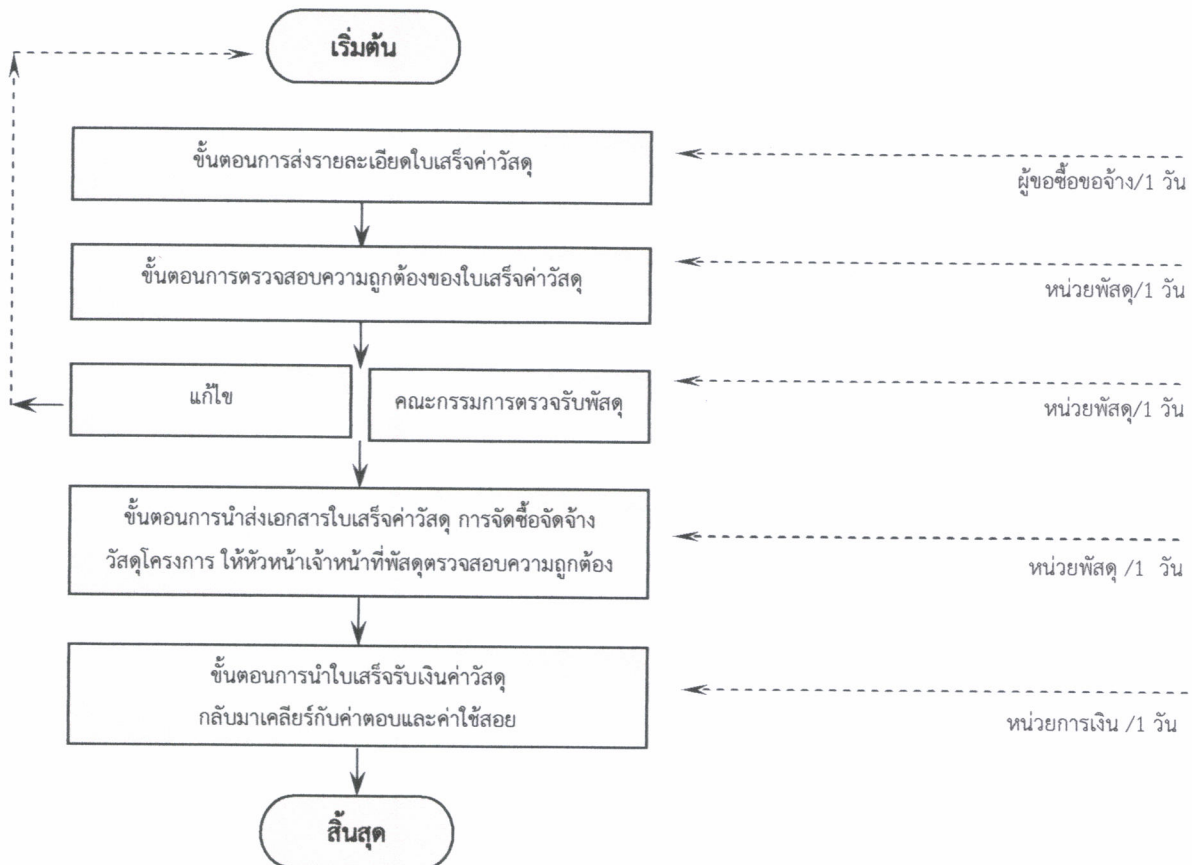 เริ่มต้น
ขั้นตอนการส่งรายละเอียดใบเสร็จค่าวัสดุ
ผู้ขอซื้อขอจ้าง/1 วัน
ขั้นตอนการตรวจสอบความถูกต้องของใบเสร็จค่าวัสดุ
หน่วยพัสดุ/1 วัน
แก้ไข
คณะกรรมการตรวจรับพัสดุ
หน่วยพัสดุ/1 วัน
ขั้นตอนการนำส่งเอกสารใบเสร็จค่าวัสดุ การจัดซื้อจัดจ้าง
วัสดุโครงการ ให้หัวหน้าเจ้าหน้าที่พัสดุตรวจสอบความถูกต้อง
หน่วยพัสดุ /1 วัน
ขั้นตอนการนำใบเสร็จรับเงินค่าวัสดุ
กลับมาเคลียร์กับค่าตอบและค่าใช้สอย
หน่วยการเงิน /1 วัน
สิ้นสุด